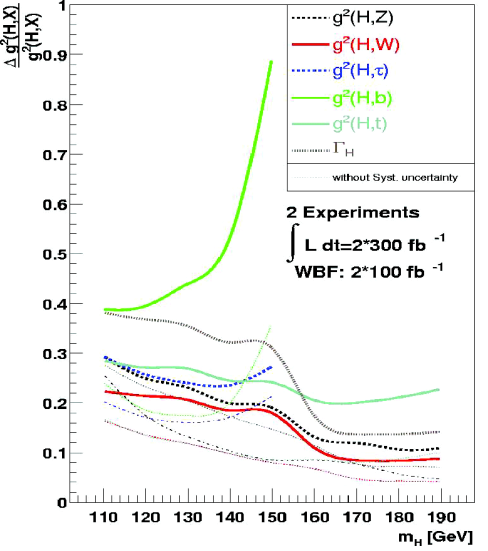 Δ g²(H,X)
g²(H,X)
1
0.9
0.8
0.7
0.6
0.5
0.4
0.3
0.2
0.1
0
g²(H,Z)
g²(H,W)
g²(H,τ)
g²(H,b)
g²(H,t)
Γ_H
without Syst. uncertainty
2 Experiments
∫ L dt=2*300 fb ⁻¹
WBF: 2*100 fb ⁻¹
110 120 130 140 150 160 170 180 190
m_H [GeV]